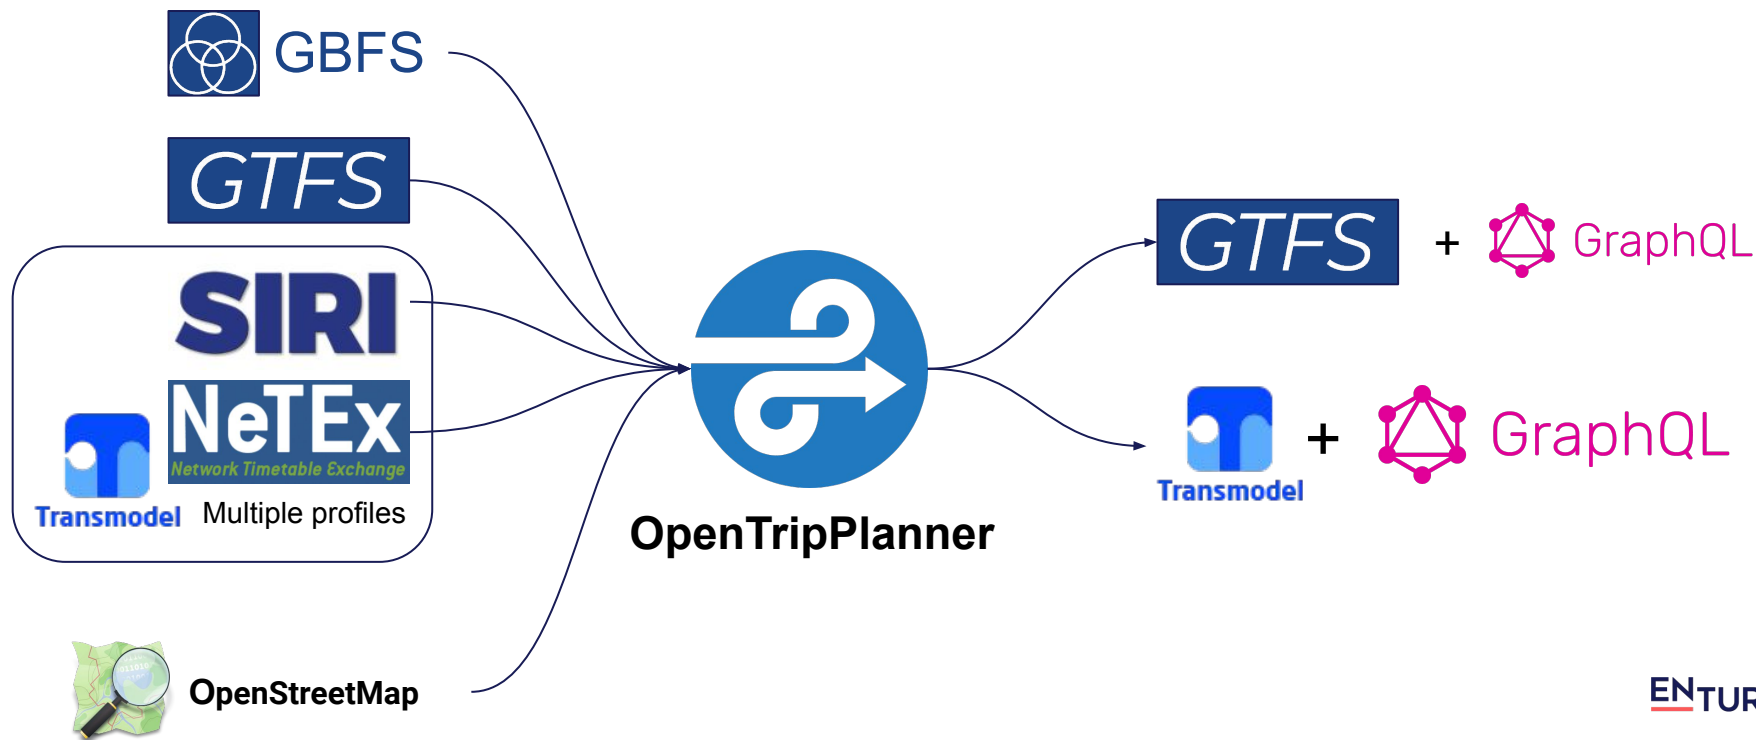 GBFS
GTFS
SIRI
NeTEx
Network Timetable Exchange
Transmodel
Multiple profiles
OpenStreetMap
OpenTripPlanner
GTFS + GraphQL
Transmodel + GraphQL
ENTUR